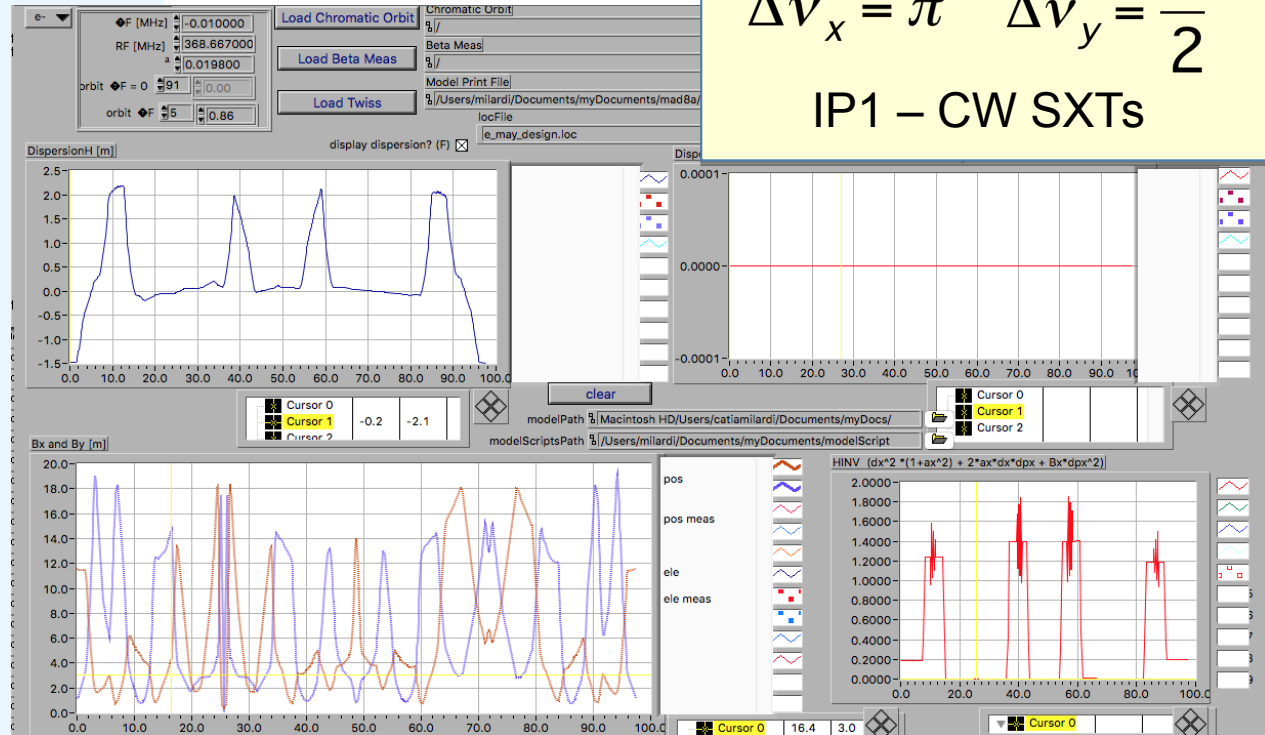 e-
�F [MHz] -0.010000
RF [MHz] 368.667000
a 0.019800
orbit �F = 0 91 0.00
orbit �F 5 0.86
Load Chromatic Orbit
Load Beta Meas
Load Twiss
Chromatic Orbit
/
Beta Meas
/
Model Print File
/Users/milardi/Documents/myDocuments/mad8a/
locFile
e_may_design.loc
display dispersion? (F)
Δν_x = π Δν_y = 2
IP1 – CW SXTs
DispersionH [m]
2.5
2.0
1.5
1.0
0.5
0.0
-0.5
-1.0
-1.5
0.0 10.0 20.0 30.0 40.0 50.0 60.0 70.0 80.0 90.0 100.0
Disp
0.0001
0.0000
-0.0001
0.0 10.0 20.0 30.0 40.0 50.0 60.0 70.0 80.0 90.0 10
Cursor 0
Cursor 1 -0.2 -2.1
Cursor 2
clear
modelPath Macintosh HD/Users/catiamilardi/Documents/myDocs/
modelScriptsPath /Users/milardi/Documents/myDocuments/modelScript
Cursor 0
Cursor 1
Cursor 2
Bx and By [m]
20.0
18.0
16.0
14.0
12.0
10.0
8.0
6.0
4.0
2.0
0.0
0.0 10.0 20.0 30.0 40.0 50.0 60.0 70.0 80.0 90.0 100.0
pos
pos meas
ele
ele meas
Cursor 0 16.4 3.0
HINV (dx^2 *(1+ax^2) + 2*ax*dx*dpx + Bx*dpx^2)
2.0000
1.8000
1.6000
1.4000
1.2000
1.0000
0.8000
0.6000
0.4000
0.2000
0.0000
0.0 20.0 40.0 60.0 80.0 100.0
Cursor 0